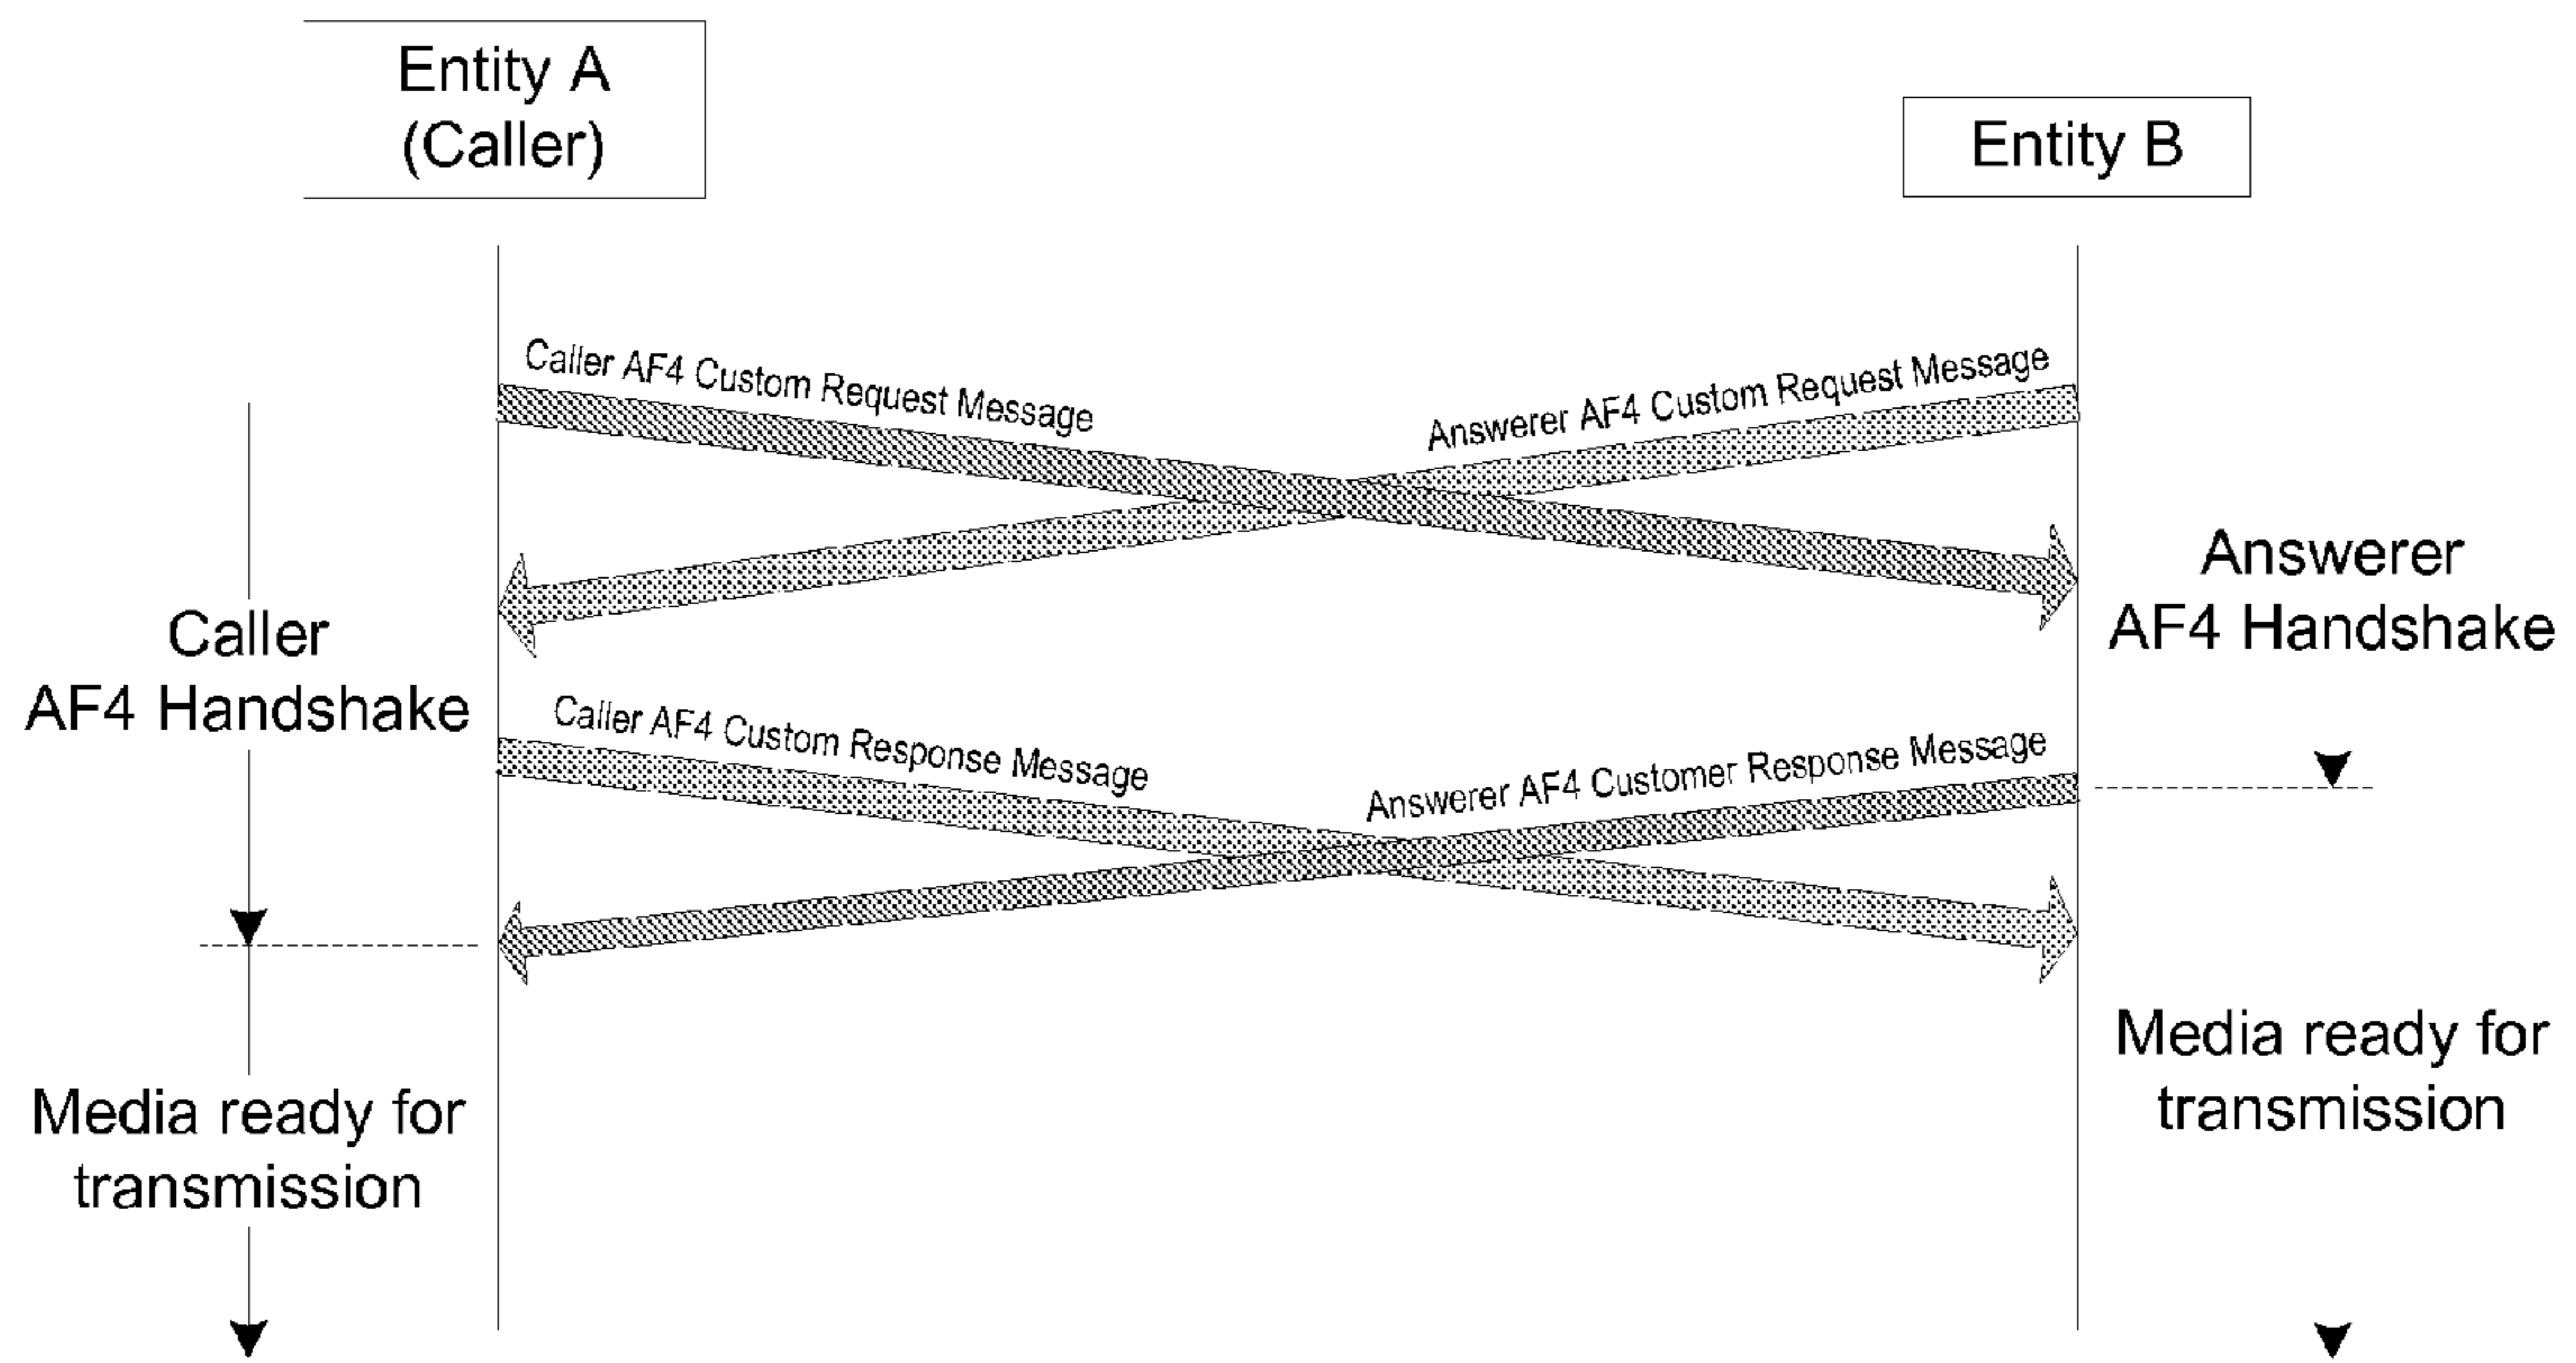 Entity A
(Caller)
Entity B
Caller AF4 Custom Request Message
Answerer AF4 Custom Request Message
Answerer
AF4 Handshake
Caller
AF4 Handshake
Caller AF4 Custom Response Message
Answerer AF4 Customer Response Message
Media ready for
transmission
Media ready for
transmission